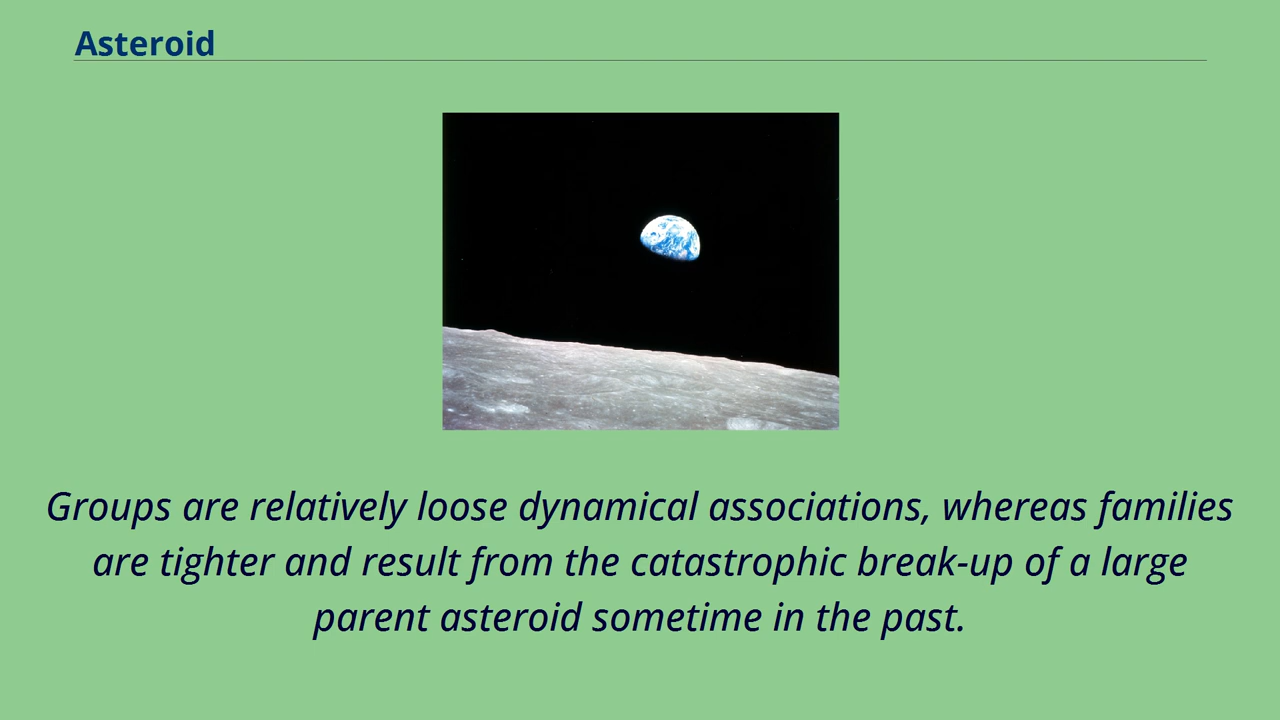 Asteroid
Groups are relatively loose dynamical associations, whereas families
are tighter and result from the catastrophic break-up of a large
parent asteroid sometime in the past.